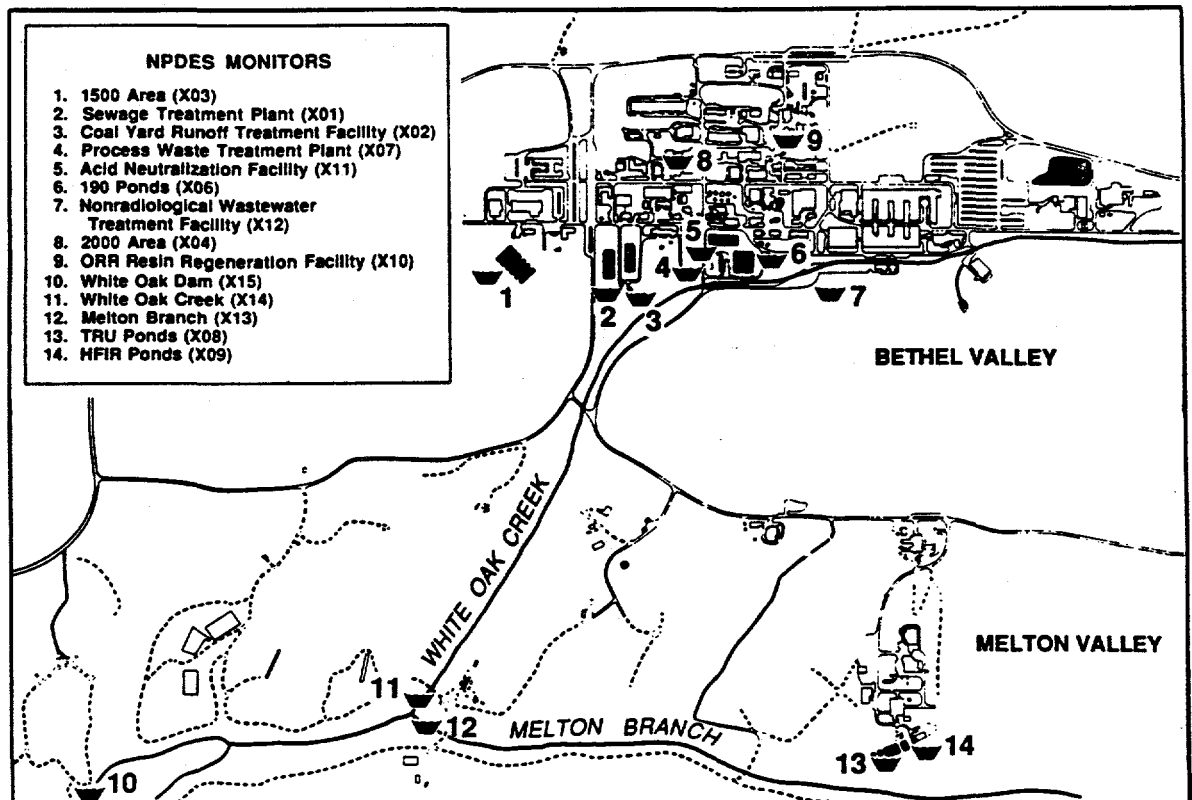 NPDES MONITORS
1. 1500 Area (X03)
2. Sewage Treatment Plant (X01)
3. Coal Yard Runoff Treatment Facility (X02)
4. Process Waste Treatment Plant (X07)
5. Acid Neutralization Facility (X11)
6. 190 Ponds (X06)
7. Nonradiological Wastewater
Treatment Facility (X12)
8. 2000 Area (X04)
9. ORR Resin Regeneration Facility (X10)
10. White Oak Dam (X15)
11. White Oak Creek (X14)
12. Melton Branch (X13)
13. TRU Ponds (X08)
14. HFIR Ponds (X09)
9
8
5
6
4
1
2
3
7
BETHEL VALLEY
WHITE OAK CREEK
MELTON VALLEY
11
12
MELTON BRANCH
13
14
10